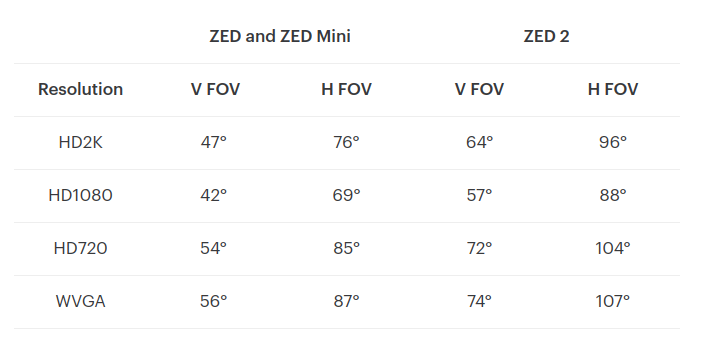 ZED and ZED Mini ZED 2
Resolution V FOV H FOV V FOV H FOV
HD2K 47° 76° 64° 96°
HD1080 42° 69° 57° 88°
HD720 54° 85° 72° 104°
WVGA 56° 87° 74° 107°